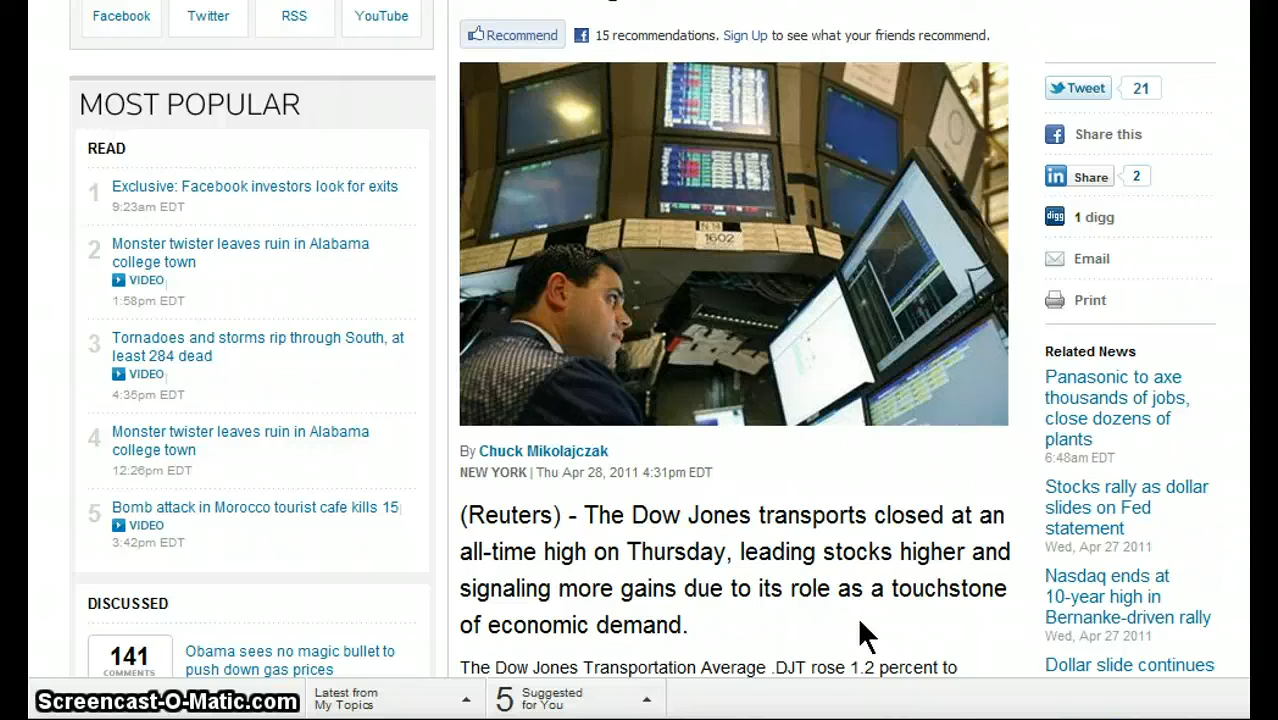 Facebook
Twitter
RSS
YouTube
MOST POPULAR
READ
1
Exclusive: Facebook investors look for exits
9:23am EDT
2
Monster twister leaves ruin in Alabama
college town
VIDEO
1:58pm EDT
3
Tornadoes and storms rip through South, at
least 284 dead
VIDEO
4:35pm EDT
4
Monster twister leaves ruin in Alabama
college town
12:26pm EDT
5
Bomb attack in Morocco tourist cafe kills 15
VIDEO
3:42pm EDT
DISCUSSED
141
COMMENTS
Obama sees no magic bullet to
push down gas prices
Recommend
15 recommendations. Sign Up to see what your friends recommend.
1602
By Chuck Mikolajczak
NEW YORK | Thu Apr 28, 2011 4:31pm EDT
(Reuters) - The Dow Jones transports closed at an
all-time high on Thursday, leading stocks higher and
signaling more gains due to its role as a touchstone
of economic demand.
The Dow Jones Transportation Average .DJT rose 1.2 percent to
Tweet 21
Share this
in Share 2
digg 1 digg
Email
Print
Related News
Panasonic to axe
thousands of jobs,
close dozens of
plants
6:48am EDT
Stocks rally as dollar
slides on Fed
statement
Wed, Apr 27 2011
Nasdaq ends at
10-year high in
Bernanke-driven rally
Wed, Apr 27 2011
Dollar slide continues
Screencast-O-Matic.com
Latest from
My Topics
5 Suggested
for You